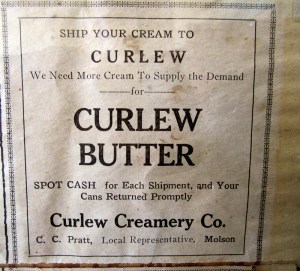 SHIP YOUR CREAM TO
CURLEW
We Need More Cream To Supply the Demand
for
CURLEW
BUTTER
SPOT CASH for Each Shipment, and Your
Cans Returned Promptly
Curlew Creamery Co.
C. C. Pratt, Local Representative, Molson